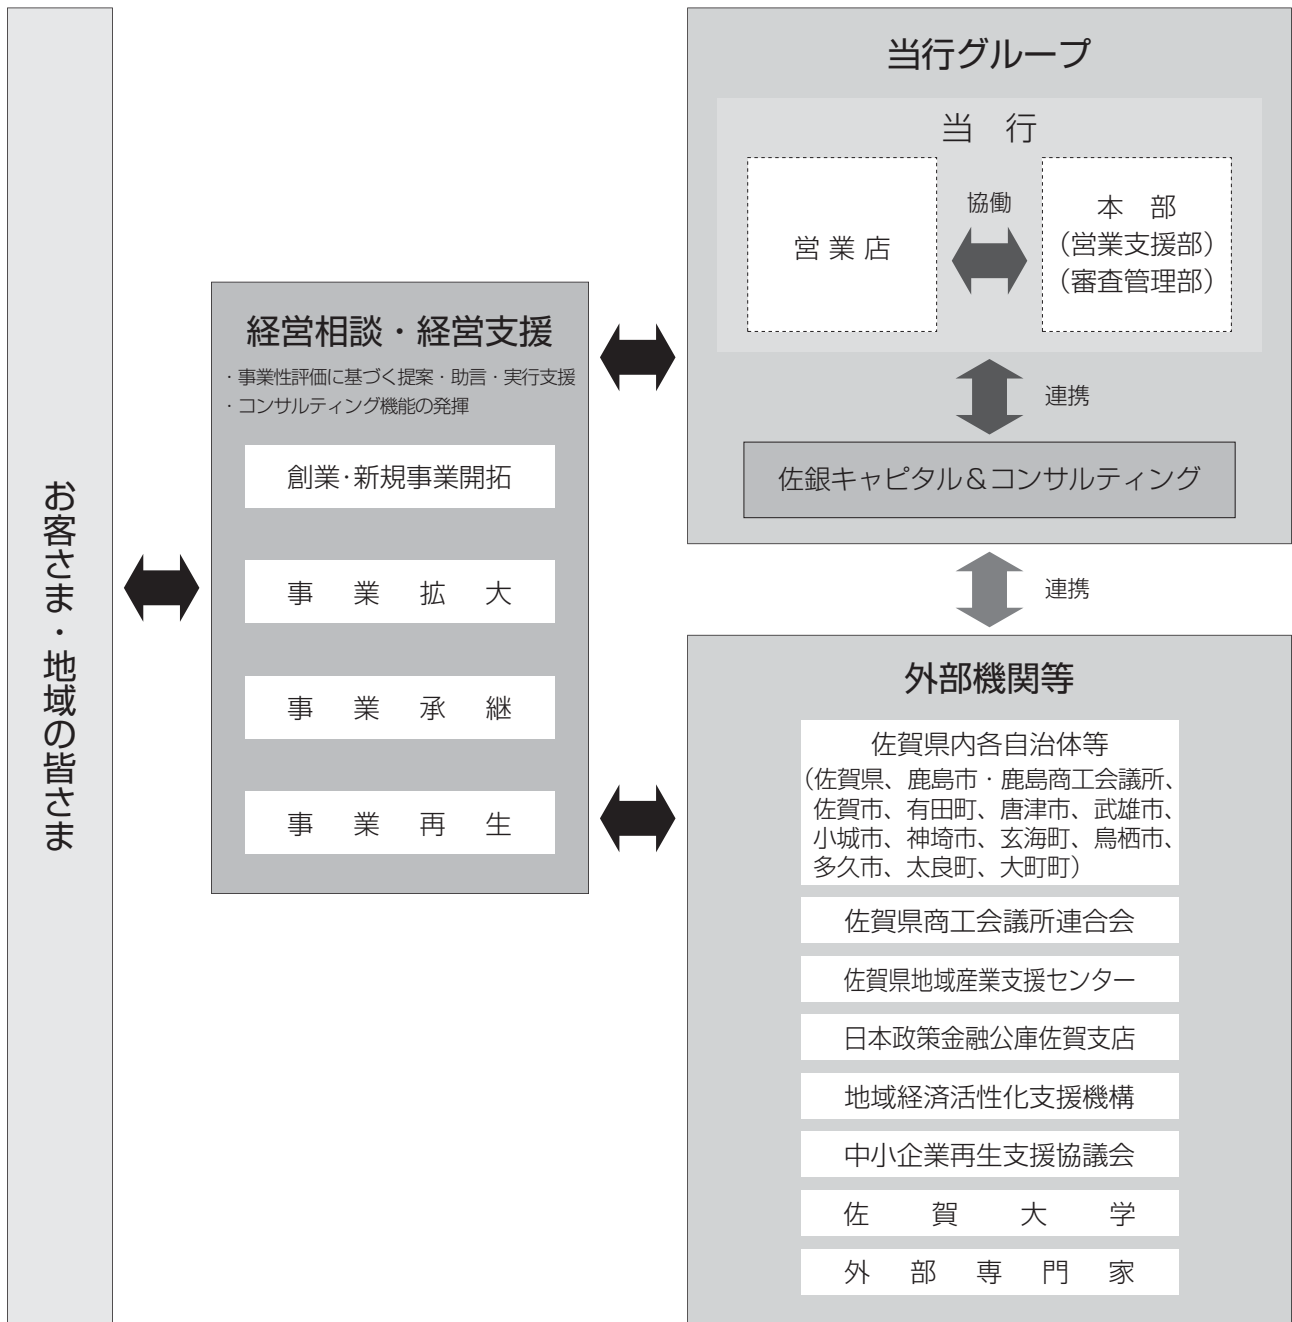 お客さま・地域の皆さま
経営相談・経営支援
・事業性評価に基づく提案・助言・実行支援
・コンサルティング機能の発揮
創業・新規事業開拓
事業拡大
事業承継
事業再生
当行グループ
当行
営業店
協働
本部
（営業支援部）
（審査管理部）
連携
佐銀キャピタル＆コンサルティング
連携
外部機関等
佐賀県内各自治体等
（佐賀県、鹿島市・鹿島商工会議所、
佐賀市、有田町、唐津市、武雄市、
小城市、神埼市、玄海町、鳥栖市、
多久市、太良町、大町町）
佐賀県商工会議所連合会
佐賀県地域産業支援センター
日本政策金融公庫佐賀支店
地域経済活性化支援機構
中小企業再生支援協議会
佐賀大学
外部専門家